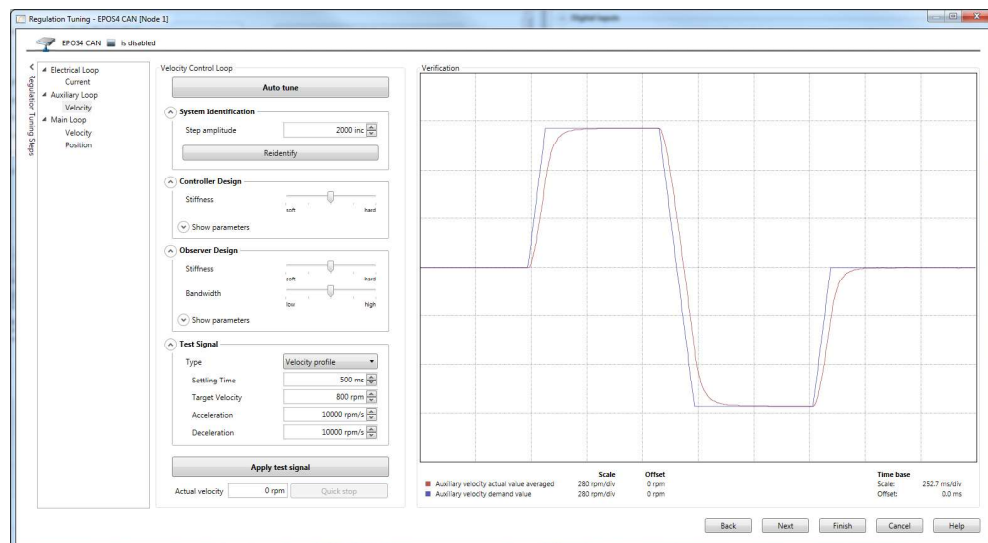 Regulation Tuning - EPOS4 CAN [Node 1]
Digital inputs
EPOS4 CAN Is disabled
Regulation Tuning Steps
Electrical Loop
Current
Auxiliary Loop
Velocity
Main Loop
Velocity
Position
Velocity Control Loop
Auto tune
System Identification
Step amplitude 2000 inc
Reidentify
Controller Design
Stiffness
soft hard
Show parameters
Observer Design
Stiffness
soft hard
Bandwidth
low high
Show parameters
Test Signal
Type Velocity profile
Settling Time 500 ms
Target Velocity 800 rpm
Acceleration 10000 rpm/s
Deceleration 10000 rpm/s
Apply test signal
Actual velocity 0 rpm Quick stop
Verification
Scale Offset Time base
Auxiliary velocity actual value averaged 280 rpm/div 0 rpm Scale: 252.7 ms/div
Auxiliary velocity demand value 280 rpm/div 0 rpm Offset: 0.0 ms
Back Next Finish Cancel Help